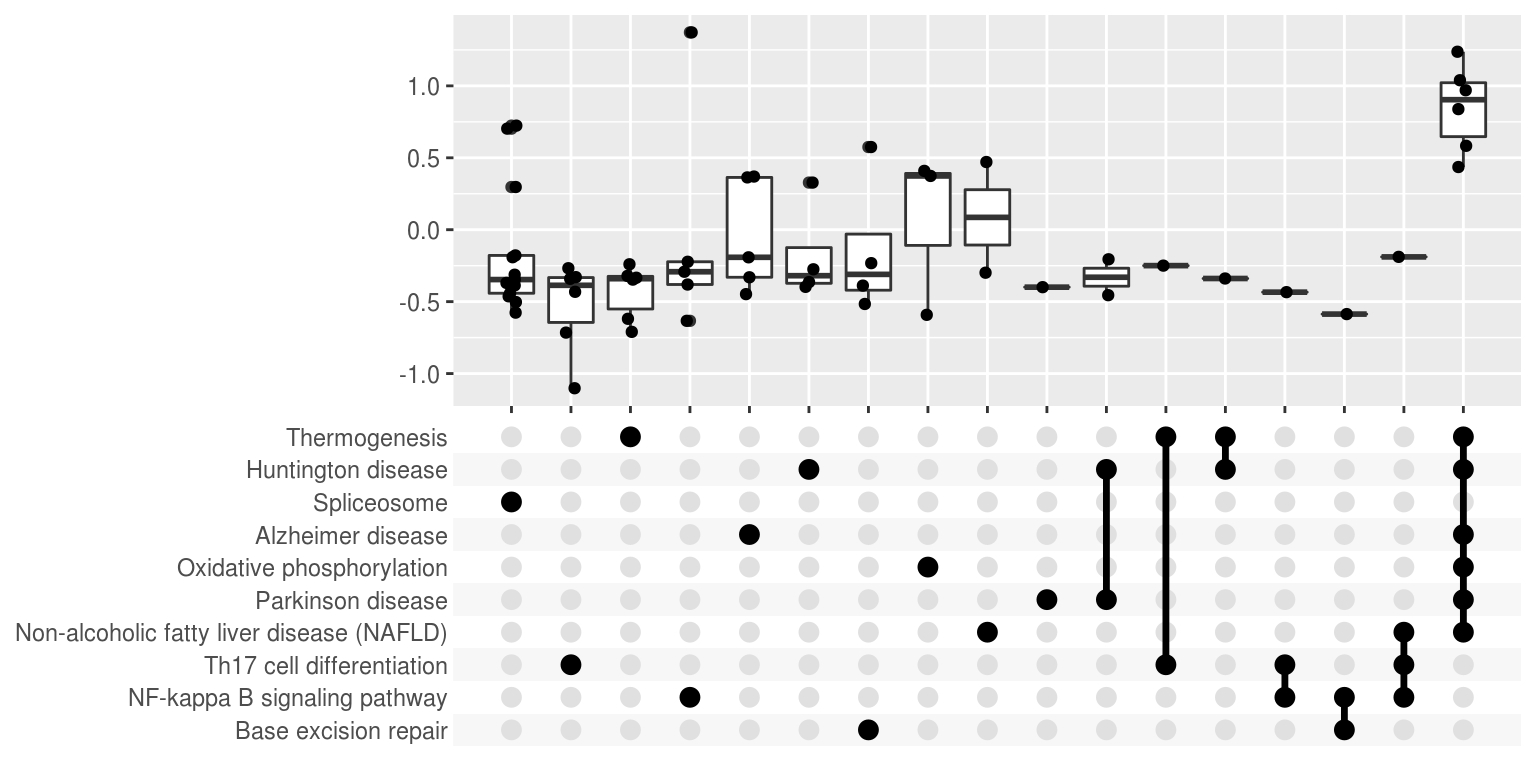 1.0
0.5
0.0
-0.5
-1.0
Thermogenesis
Huntington disease
Spliceosome
Alzheimer disease
Oxidative phosphorylation
Parkinson disease
Non-alcoholic fatty liver disease (NAFLD)
Th17 cell differentiation
NF-kappa B signaling pathway
Base excision repair